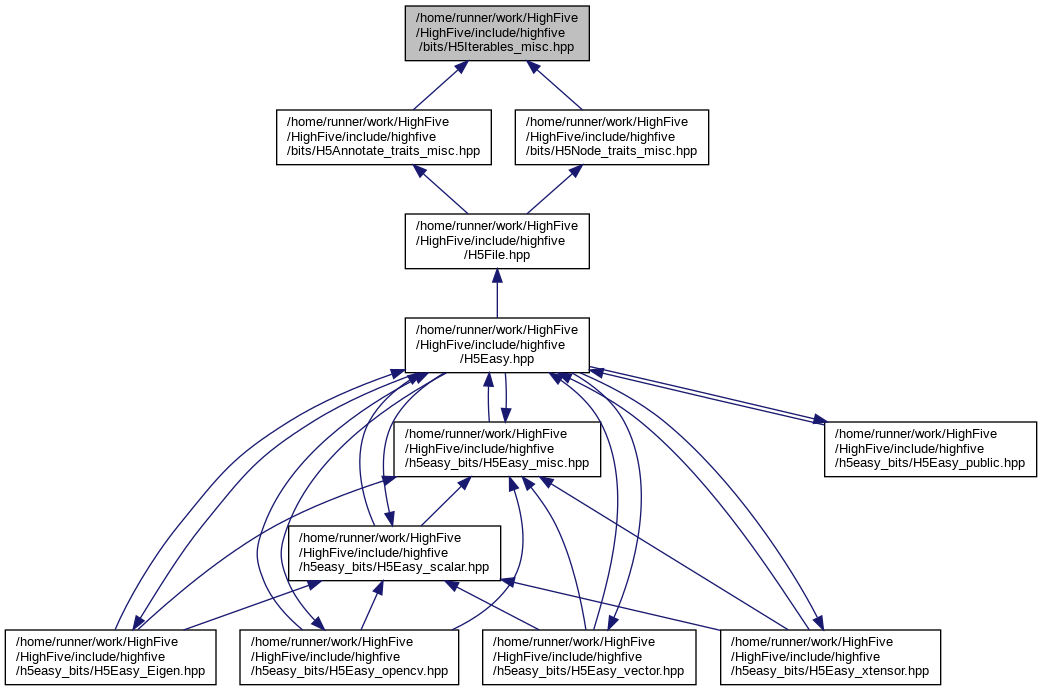 /home/runner/work/HighFive
/HighFive/include/highfive
/bits/H5Iterables_misc.hpp
/home/runner/work/HighFive
/HighFive/include/highfive
/bits/H5Annotate_traits_misc.hpp
/home/runner/work/HighFive
/HighFive/include/highfive
/bits/H5Node_traits_misc.hpp
/home/runner/work/HighFive
/HighFive/include/highfive
/H5File.hpp
/home/runner/work/HighFive
/HighFive/include/highfive
/H5Easy.hpp
/home/runner/work/HighFive
/HighFive/include/highfive
/h5easy_bits/H5Easy_misc.hpp
/home/runner/work/HighFive
/HighFive/include/highfive
/h5easy_bits/H5Easy_public.hpp
/home/runner/work/HighFive
/HighFive/include/highfive
/h5easy_bits/H5Easy_scalar.hpp
/home/runner/work/HighFive
/HighFive/include/highfive
/h5easy_bits/H5Easy_Eigen.hpp
/home/runner/work/HighFive
/HighFive/include/highfive
/h5easy_bits/H5Easy_opencv.hpp
/home/runner/work/HighFive
/HighFive/include/highfive
/h5easy_bits/H5Easy_vector.hpp
/home/runner/work/HighFive
/HighFive/include/highfive
/h5easy_bits/H5Easy_xtensor.hpp